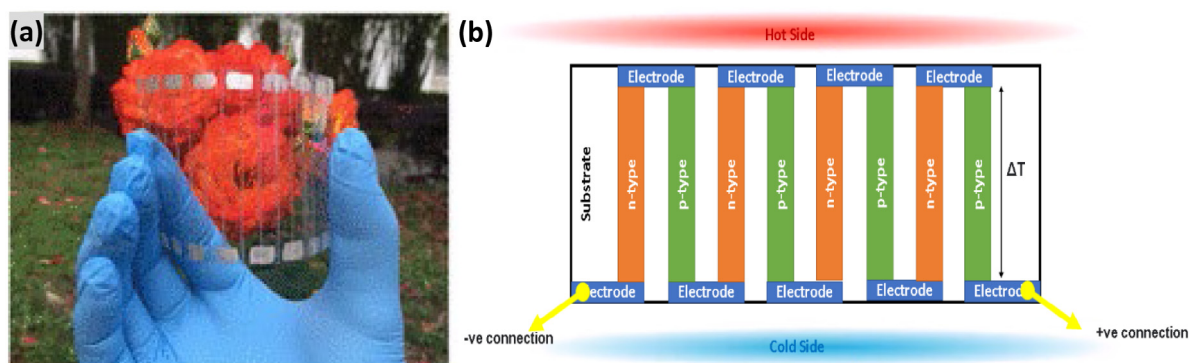 (a)
(b)
Hot Side
Electrode Electrode Electrode Electrode
Substrate
n-type
p-type
n-type
p-type
n-type
p-type
n-type
p-type
ΔT
Electrode Electrode Electrode Electrode Electrode
-ve connection
+ve connection
Cold Side